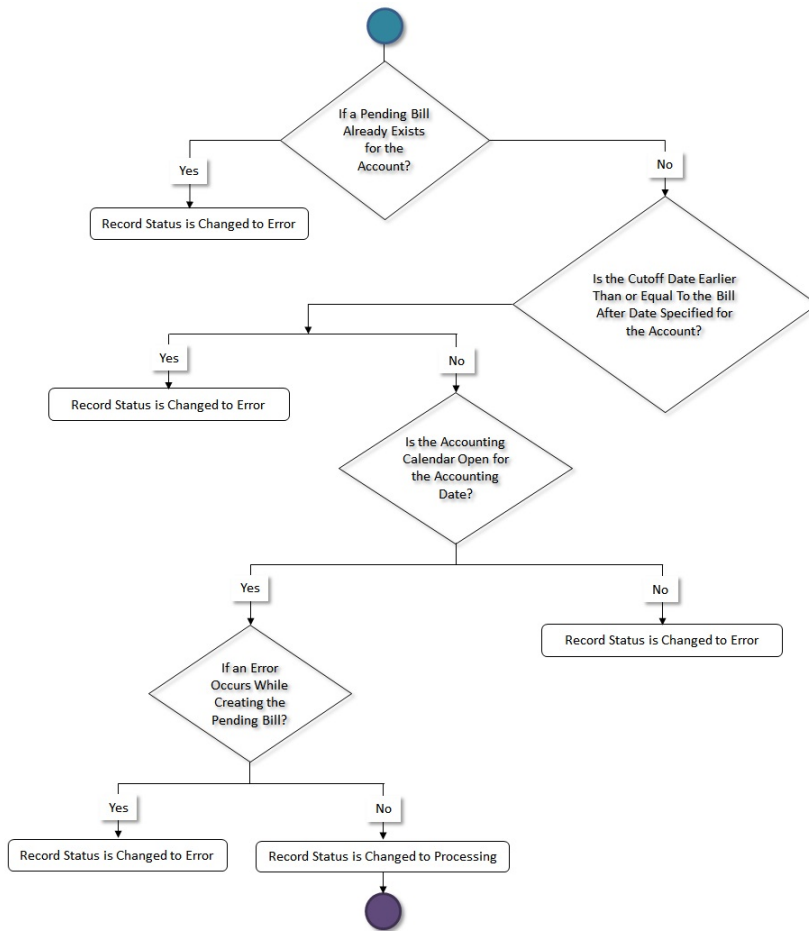 If a Pending Bill
Already Exists
for the
Account?
Yes
No
Record Status is Changed to Error
Is the Cutoff Date Earlier
Than or Equal To the Bill
After Date Specified for
the Account?
Yes
No
Record Status is Changed to Error
Is the Accounting
Calendar Open for
the Accounting
Date?
Yes
No
Record Status is Changed to Error
If an Error
Occurs While
Creating the
Pending Bill?
Yes
No
Record Status is Changed to Error
Record Status is Changed to Processing